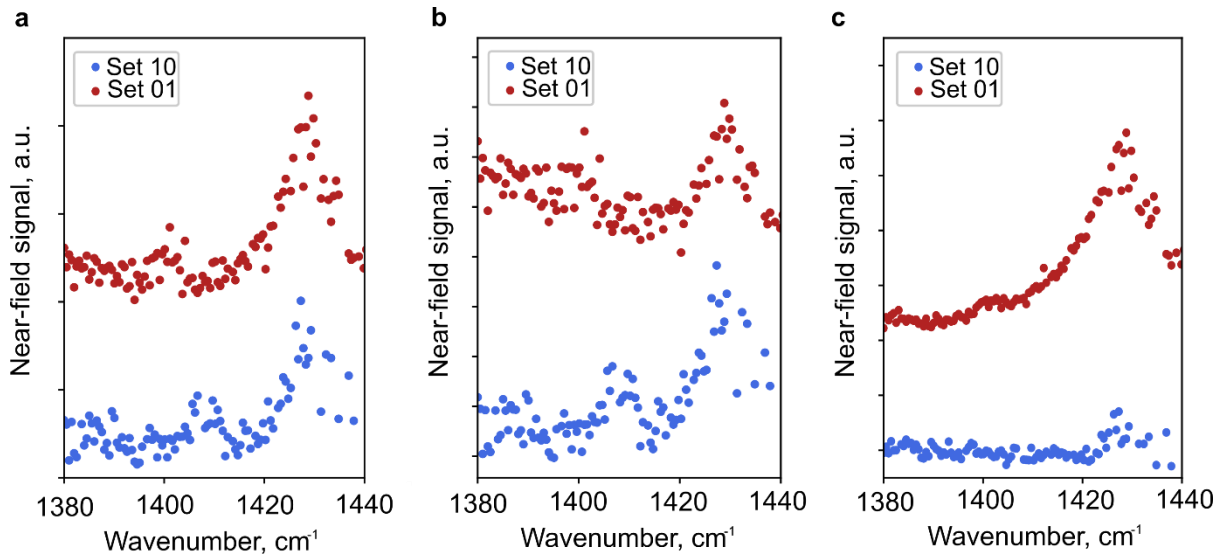 a
Set 10
Set 01
Near-field signal, a.u.
1380 1400 1420 1440
Wavenumber, cm⁻¹
b
Set 10
Set 01
Near-field signal, a.u.
1380 1400 1420 1440
Wavenumber, cm⁻¹
c
Set 10
Set 01
Near-field signal, a.u.
1380 1400 1420 1440
Wavenumber, cm⁻¹